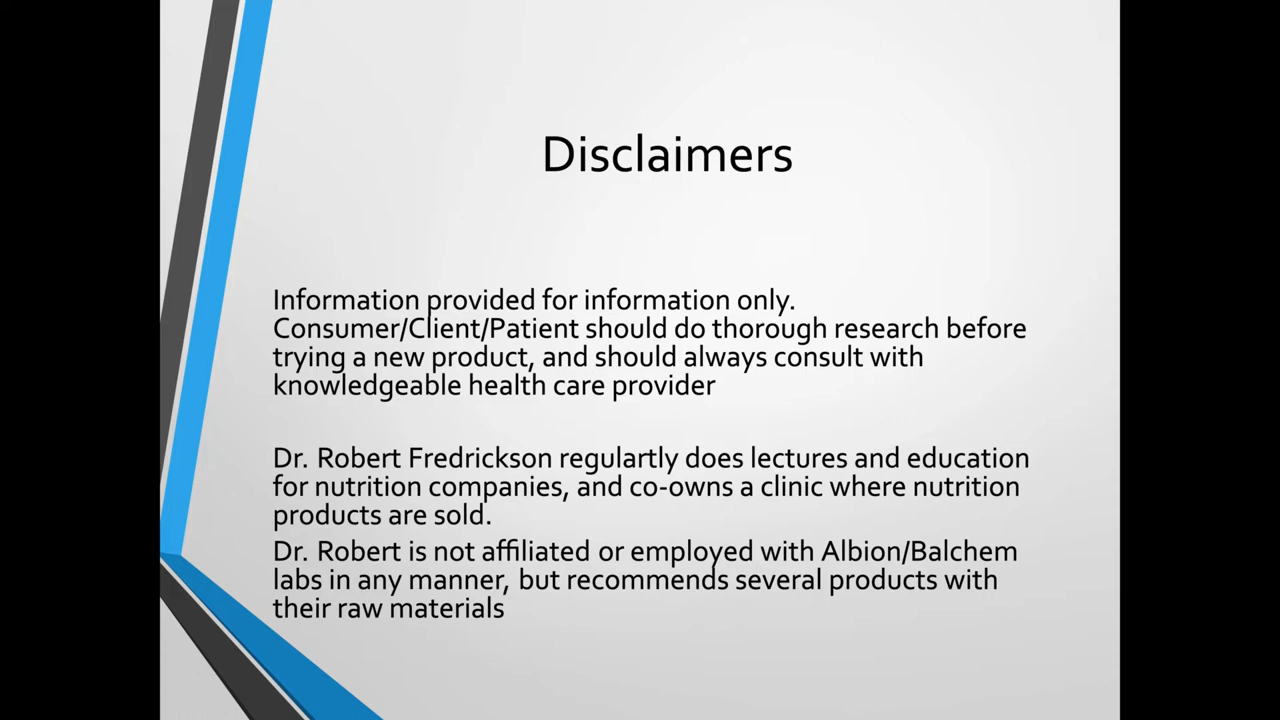 Disclaimers
Information provided for information only.
Consumer/Client/Patient should do thorough research before
trying a new product, and should always consult with
knowledgeable health care provider
Dr. Robert Fredrickson regulartly does lectures and education
for nutrition companies, and co-owns a clinic where nutrition
products are sold.
Dr. Robert is not affiliated or employed with Albion/Balchem
labs in any manner, but recommends several products with
their raw materials